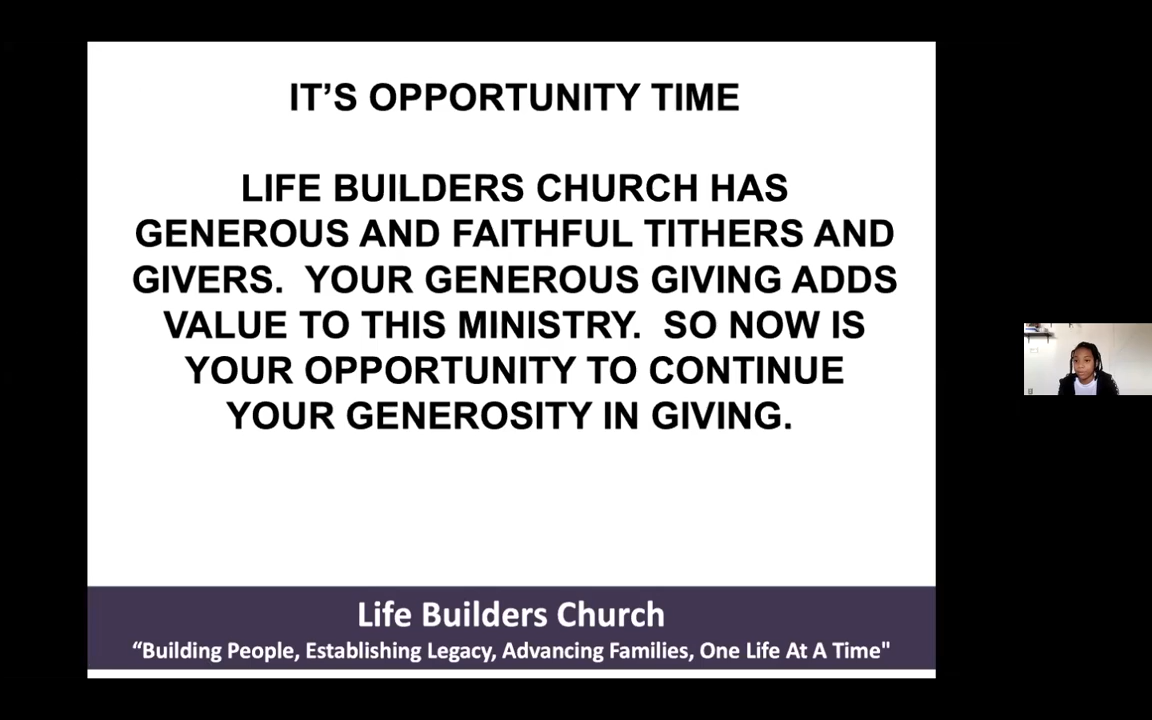 IT’S OPPORTUNITY TIME
LIFE BUILDERS CHURCH HAS
GENEROUS AND FAITHFUL TITHERS AND
GIVERS.  YOUR GENEROUS GIVING ADDS
VALUE TO THIS MINISTRY.  SO NOW IS
YOUR OPPORTUNITY TO CONTINUE
YOUR GENEROSITY IN GIVING.
Life Builders Church
“Building People, Establishing Legacy, Advancing Families, One Life At A Time"